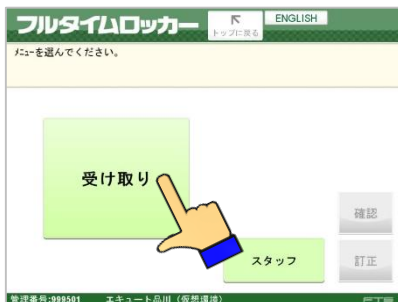 フルタイムロッカー
トップに戻る
ENGLISH
メニューを選んでください。
受け取り
確認
スタッフ
訂正
管理番号:999501 エキュート品川（仮想環境）
FTS